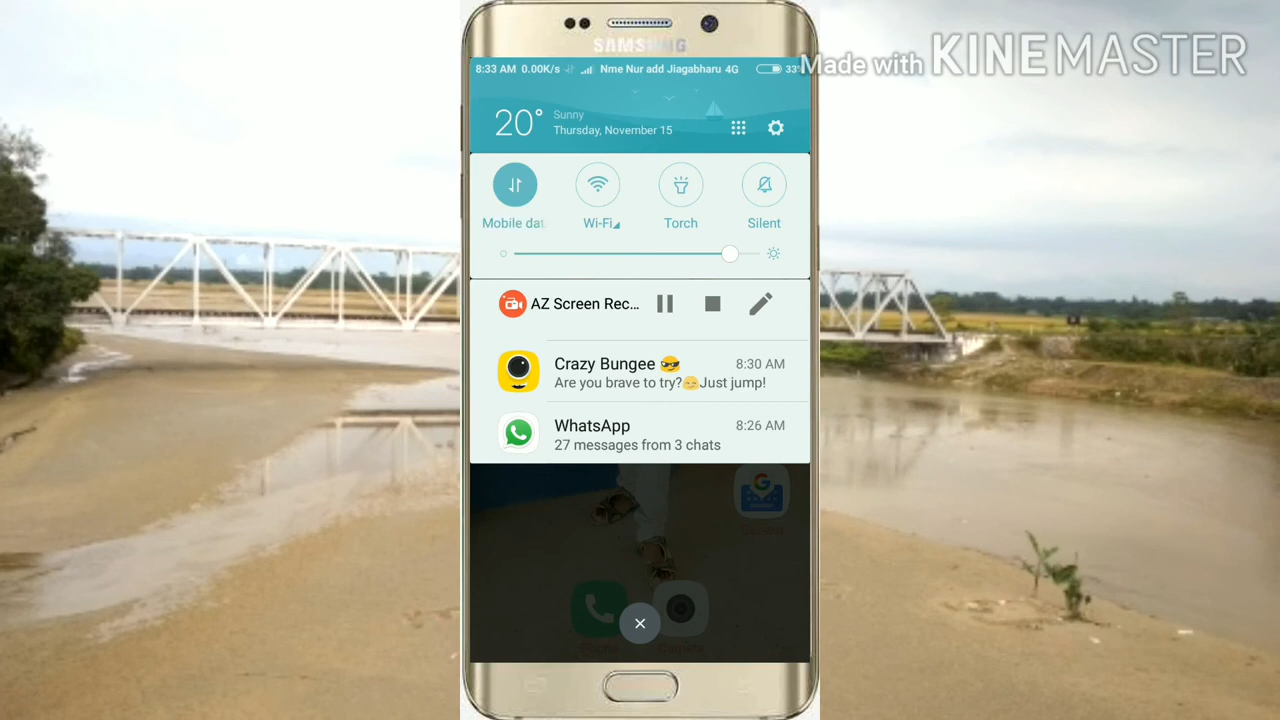 SAMSUNG
Made with KINEMASTER
8:33 AM 0.00K/s Nme Nur add Jiagabharu 4G 33%
20° Sunny
Thursday, November 15
Mobile dat
Wi-Fi
Torch
Silent
AZ Screen Rec...
Crazy Bungee 😎 8:30 AM
Are you brave to try?😁Just jump!
WhatsApp 8:26 AM
27 messages from 3 chats
Phone
Camera